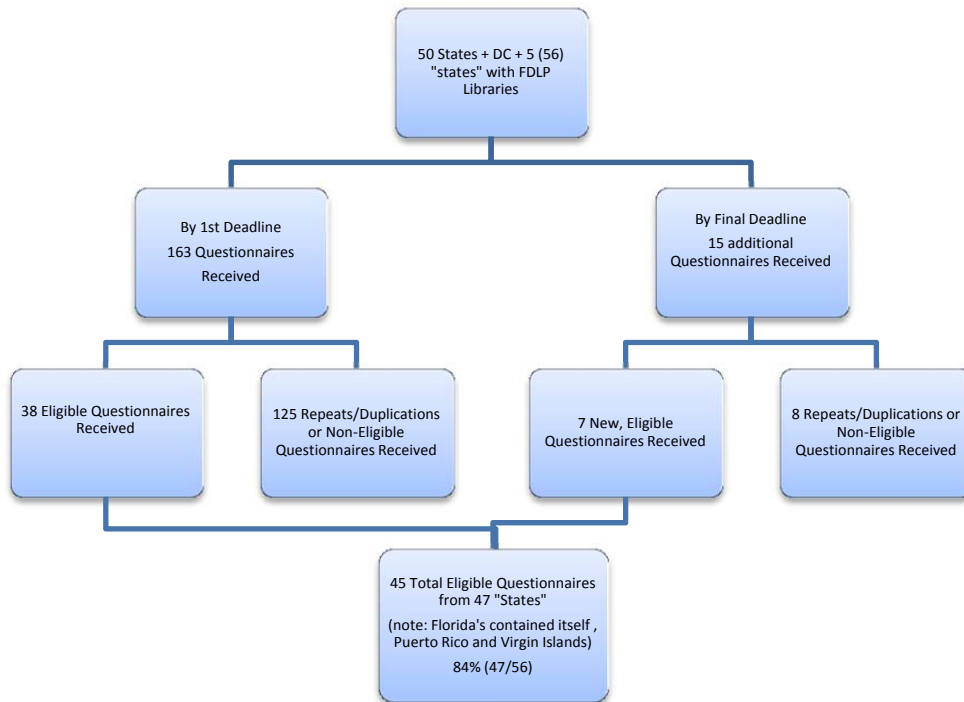 50 States + DC + 5 (56)
"states" with FDLP
Libraries
By 1st Deadline
163 Questionnaires
Received
By Final Deadline
15 additional
Questionnaires Received
38 Eligible Questionnaires
Received
125 Repeats/Duplications
or Non-Eligible
Questionnaires Received
7 New, Eligible
Questionnaires Received
8 Repeats/Duplications or
Non-Eligible
Questionnaires Received
45 Total Eligible Questionnaires
from 47 "States"
(note: Florida's contained itself ,
Puerto Rico and Virgin Islands)
84% (47/56)